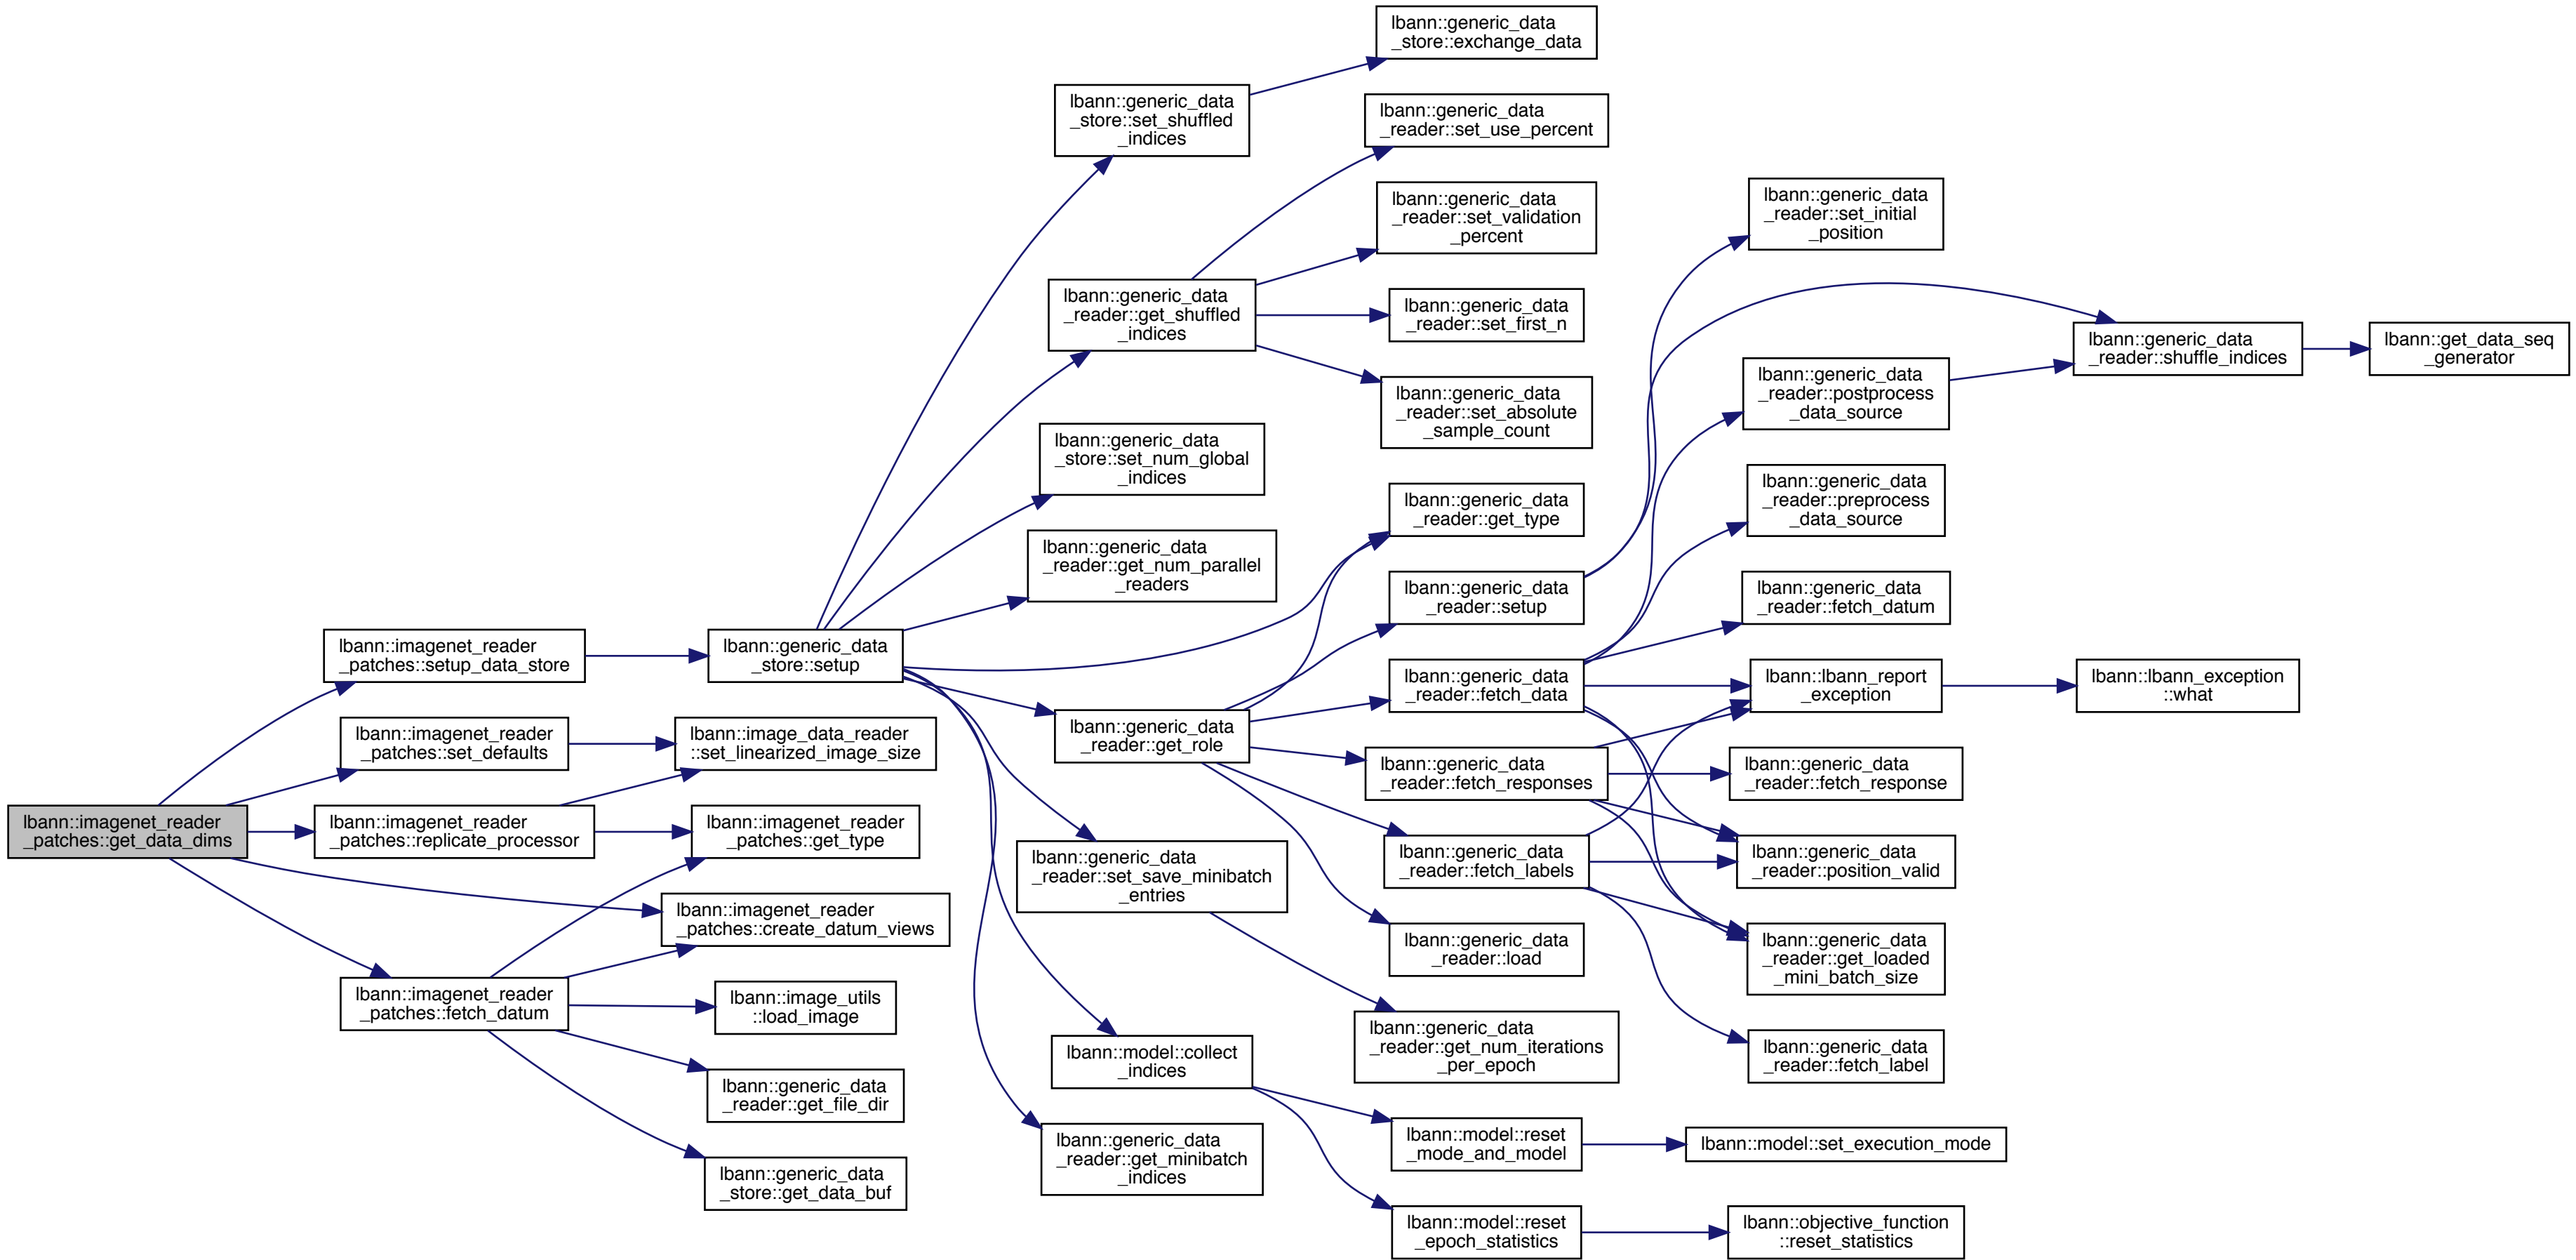 lbann::imagenet_reader
_patches::get_data_dims
lbann::imagenet_reader
_patches::setup_data_store
lbann::imagenet_reader
_patches::set_defaults
lbann::imagenet_reader
_patches::replicate_processor
lbann::imagenet_reader
_patches::fetch_datum
lbann::generic_data
_store::setup
lbann::image_data_reader
::set_linearized_image_size
lbann::imagenet_reader
_patches::get_type
lbann::imagenet_reader
_patches::create_datum_views
lbann::image_utils
::load_image
lbann::generic_data
_reader::get_file_dir
lbann::generic_data
_store::get_data_buf
lbann::generic_data
_store::set_shuffled
_indices
lbann::generic_data
_reader::get_shuffled
_indices
lbann::generic_data
_store::set_num_global
_indices
lbann::generic_data
_reader::get_num_parallel
_readers
lbann::generic_data
_reader::get_role
lbann::generic_data
_reader::set_save_minibatch
_entries
lbann::model::collect
_indices
lbann::generic_data
_reader::get_minibatch
_indices
lbann::generic_data
_store::exchange_data
lbann::generic_data
_reader::set_use_percent
lbann::generic_data
_reader::set_validation
_percent
lbann::generic_data
_reader::set_first_n
lbann::generic_data
_reader::set_absolute
_sample_count
lbann::generic_data
_reader::get_type
lbann::generic_data
_reader::setup
lbann::generic_data
_reader::fetch_data
lbann::generic_data
_reader::fetch_responses
lbann::generic_data
_reader::fetch_labels
lbann::generic_data
_reader::load
lbann::generic_data
_reader::get_num_iterations
_per_epoch
lbann::model::reset
_mode_and_model
lbann::model::reset
_epoch_statistics
lbann::generic_data
_reader::set_initial
_position
lbann::generic_data
_reader::postprocess
_data_source
lbann::generic_data
_reader::preprocess
_data_source
lbann::generic_data
_reader::fetch_datum
lbann::lbann_report
_exception
lbann::generic_data
_reader::fetch_response
lbann::generic_data
_reader::position_valid
lbann::generic_data
_reader::get_loaded
_mini_batch_size
lbann::generic_data
_reader::fetch_label
lbann::model::set_execution_mode
lbann::objective_function
::reset_statistics
lbann::generic_data
_reader::shuffle_indices
lbann::lbann_exception
::what
lbann::get_data_seq
_generator